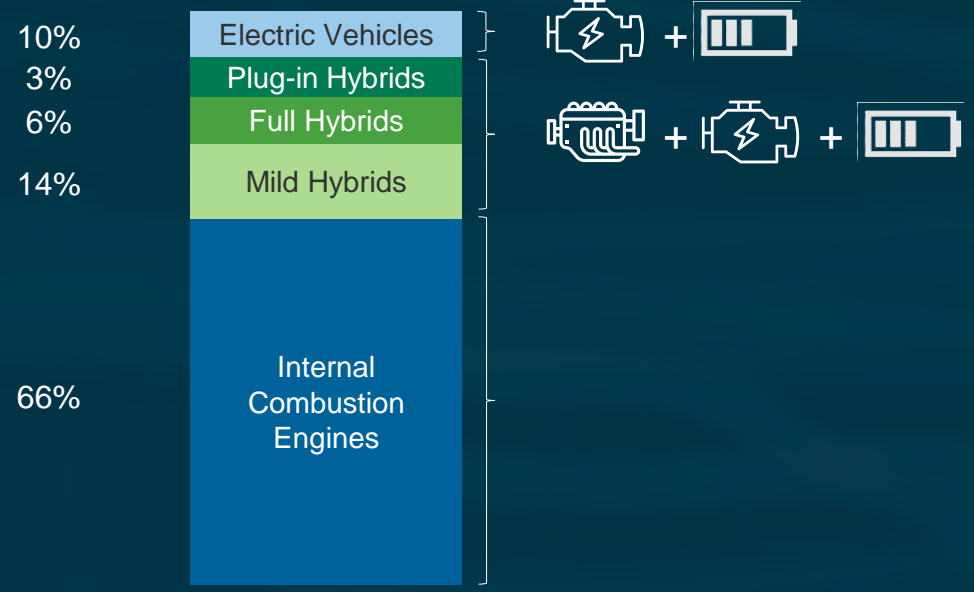 10%
Electric Vehicles
+
3%
Plug-in Hybrids
6%
Full Hybrids
+ +
14%
Mild Hybrids
66%
Internal
Combustion
Engines